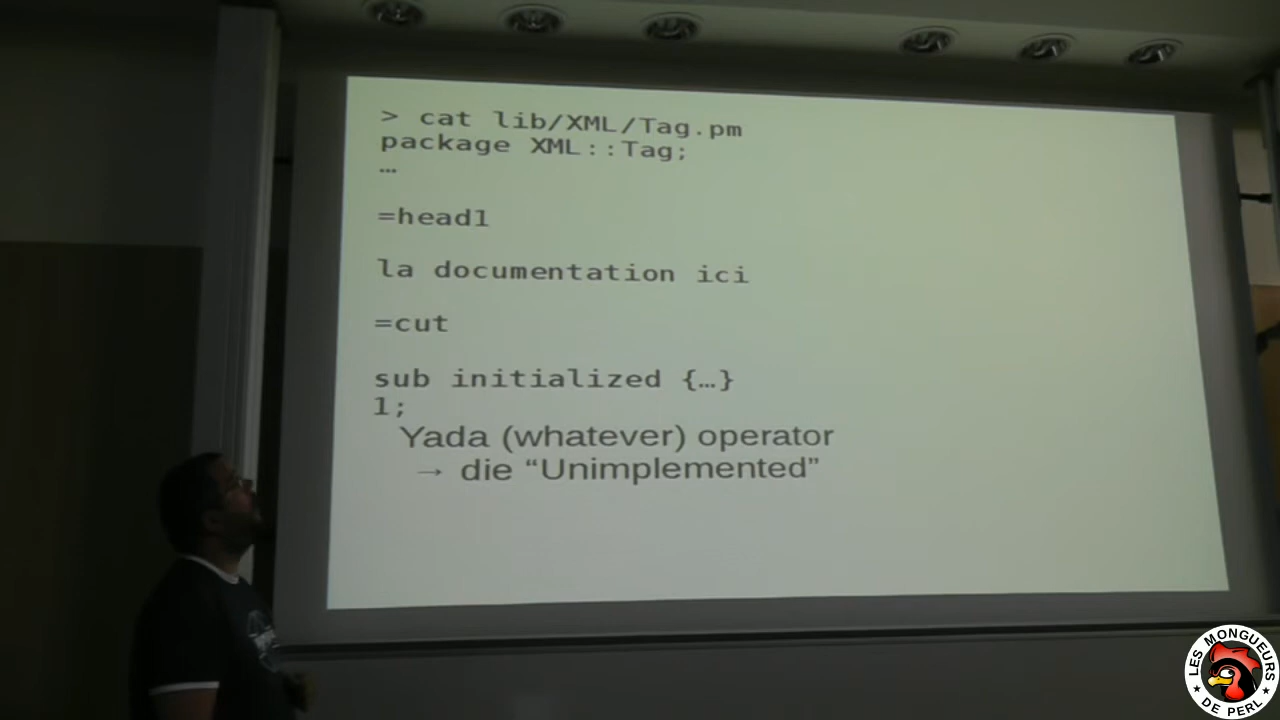 > cat lib/XML/Tag.pm
package XML::Tag;
…
=head1
la documentation ici
=cut
sub initialized {…}
1;
Yada (whatever) operator
→ die “Unimplemented”
LES MONGUEURS
★ DE PERL ★